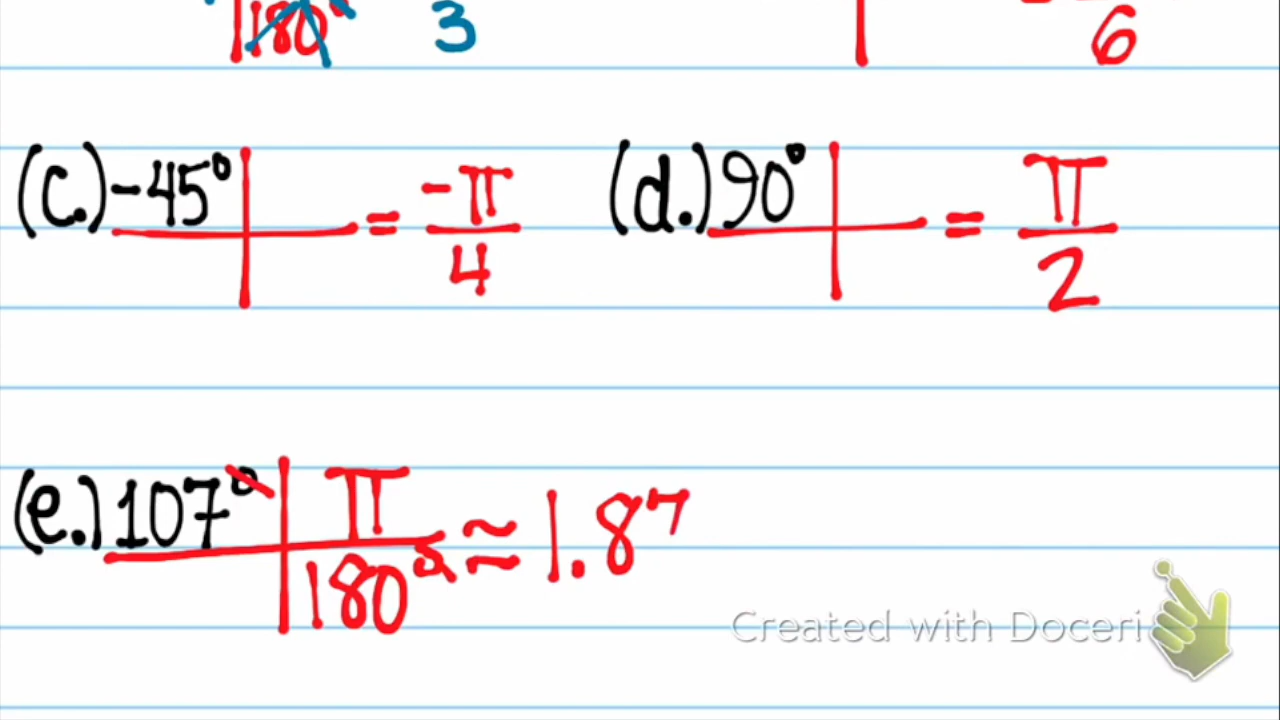 180° 3 6
(c.) -45° = -π/4 (d.) 90° = π/2
(e.) 107° π/180° ≈ 1.87
Created with Doceri